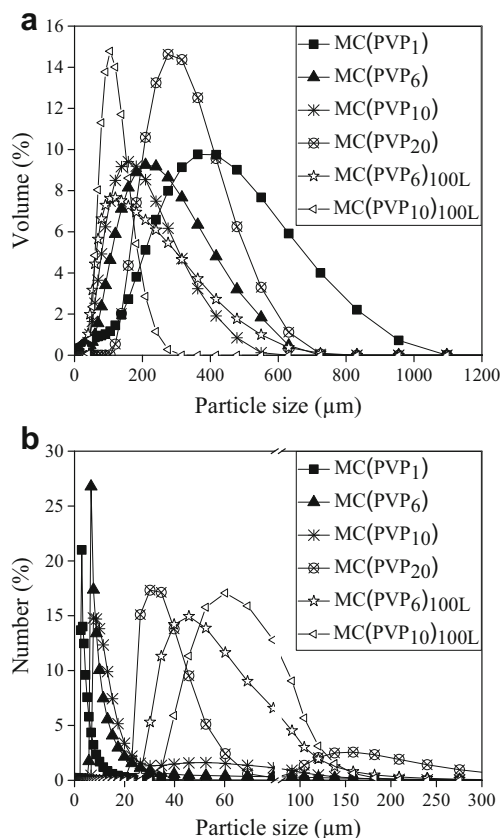 a
16
14
12
10
8
6
4
2
0
Volume (%)
MC(PVP₁)
MC(PVP₆)
MC(PVP₁₀)
MC(PVP₂₀)
MC(PVP₆)₁₀₀L
MC(PVP₁₀)₁₀₀L
0 200 400 600 800 1000 1200
Particle size (µm)
b
30
25
20
15
10
5
0
Number (%)
MC(PVP₁)
MC(PVP₆)
MC(PVP₁₀)
MC(PVP₂₀)
MC(PVP₆)₁₀₀L
MC(PVP₁₀)₁₀₀L
0 20 40 60 100 150 200 250 300
Particle size (µm)